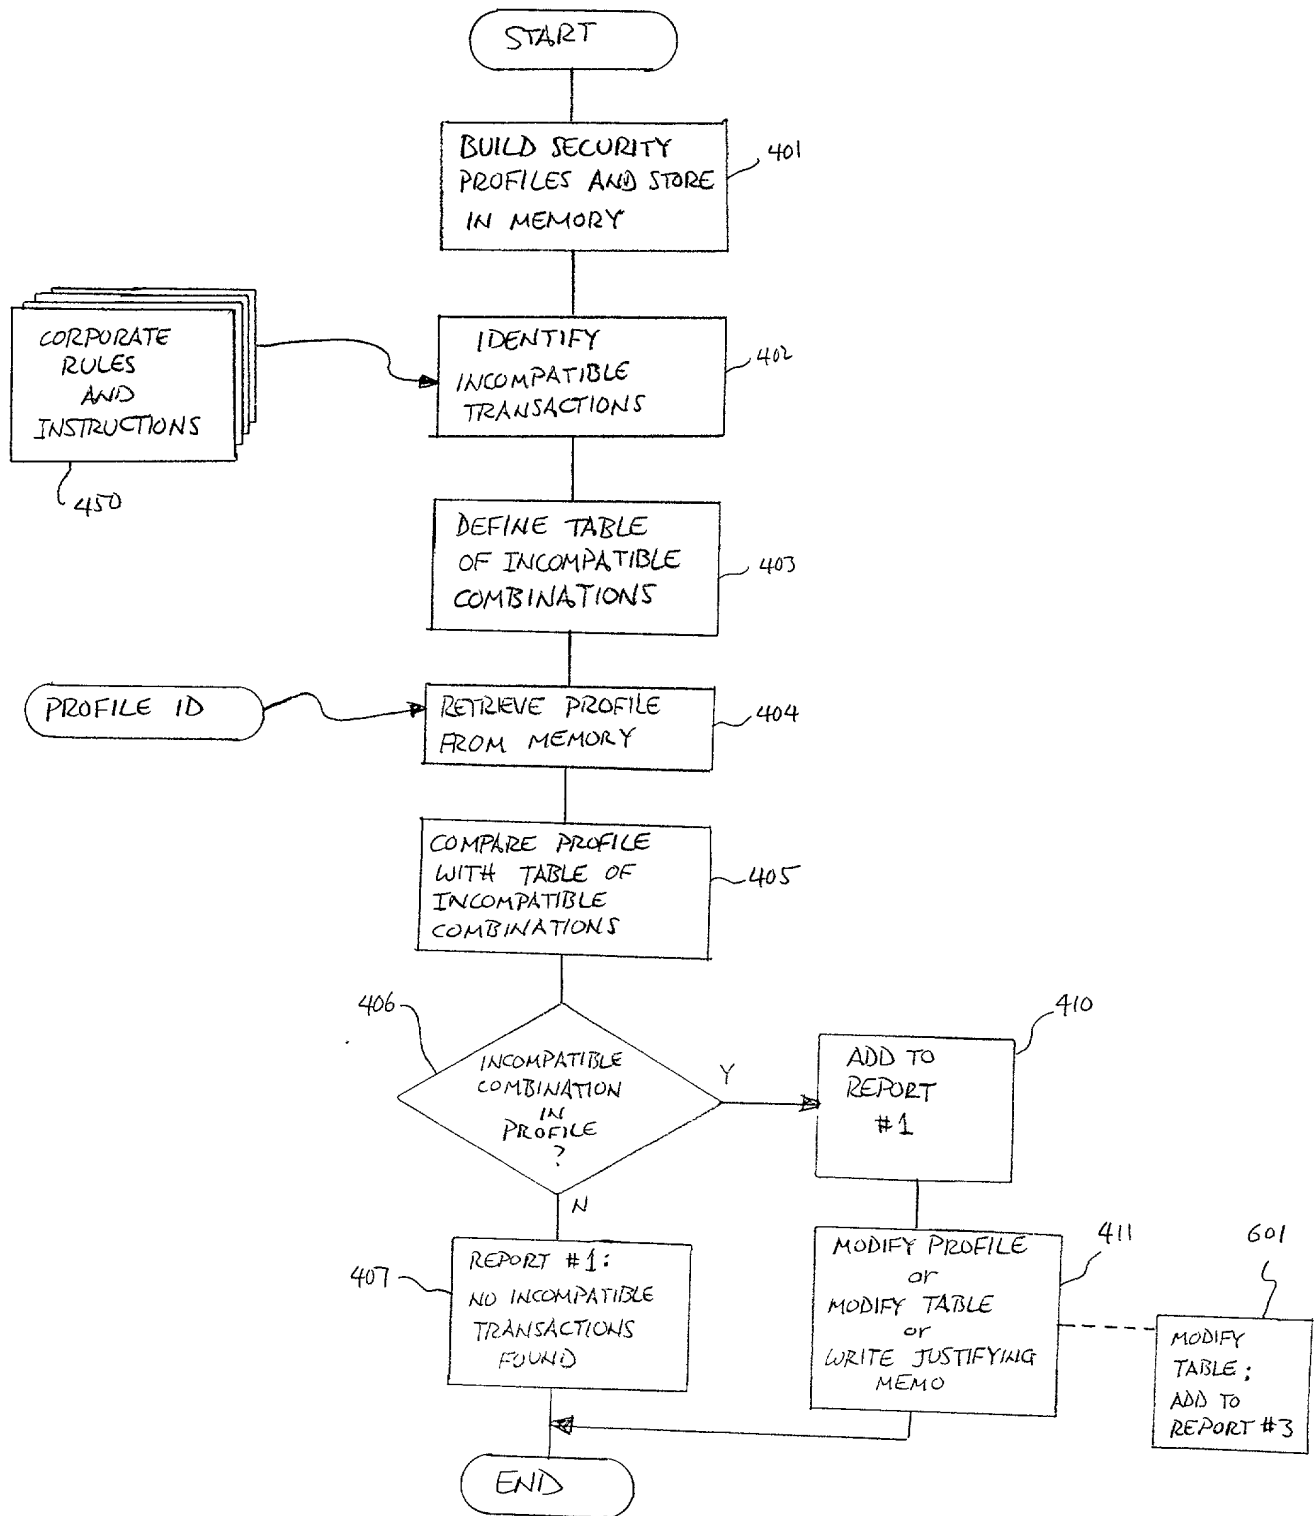 START
BUILD SECURITY
PROFILES AND STORE
IN MEMORY
401
CORPORATE
RULES
AND
INSTRUCTIONS
450
IDENTIFY
INCOMPATIBLE
TRANSACTIONS
402
DEFINE TABLE
OF INCOMPATIBLE
COMBINATIONS
403
PROFILE ID
RETRIEVE PROFILE
FROM MEMORY
404
COMPARE PROFILE
WITH TABLE OF
INCOMPATIBLE
COMBINATIONS
405
406
INCOMPATIBLE
COMBINATION
IN
PROFILE
?
Y
N
410
ADD TO
REPORT
#1
407
REPORT #1:
NO INCOMPATIBLE
TRANSACTIONS
FOUND
411
MODIFY PROFILE
or
MODIFY TABLE
or
WRITE JUSTIFYING
MEMO
601
MODIFY
TABLE;
ADD TO
REPORT #3
END